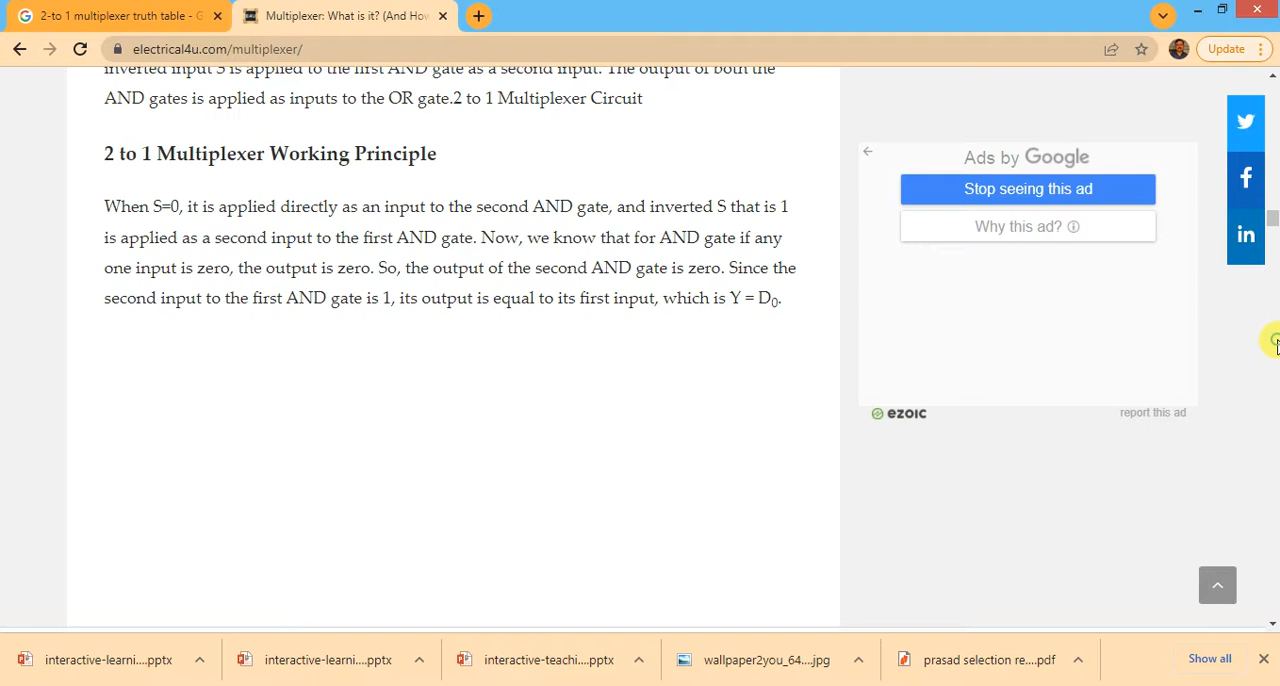 2-to 1 multiplexer truth table - G
Multiplexer: What is it? (And How
electrical4u.com/multiplexer/
Update
inverted input S is applied to the first AND gate as a second input. The output of both the
AND gates is applied as inputs to the OR gate.2 to 1 Multiplexer Circuit
2 to 1 Multiplexer Working Principle
When S=0, it is applied directly as an input to the second AND gate, and inverted S that is 1
is applied as a second input to the first AND gate. Now, we know that for AND gate if any
one input is zero, the output is zero. So, the output of the second AND gate is zero. Since the
second input to the first AND gate is 1, its output is equal to its first input, which is Y = D₀.
Ads by Google
Stop seeing this ad
Why this ad?
ezoic
report this ad
interactive-learni....pptx
interactive-learni....pptx
interactive-teachi....pptx
wallpaper2you_64....jpg
prasad selection re....pdf
Show all